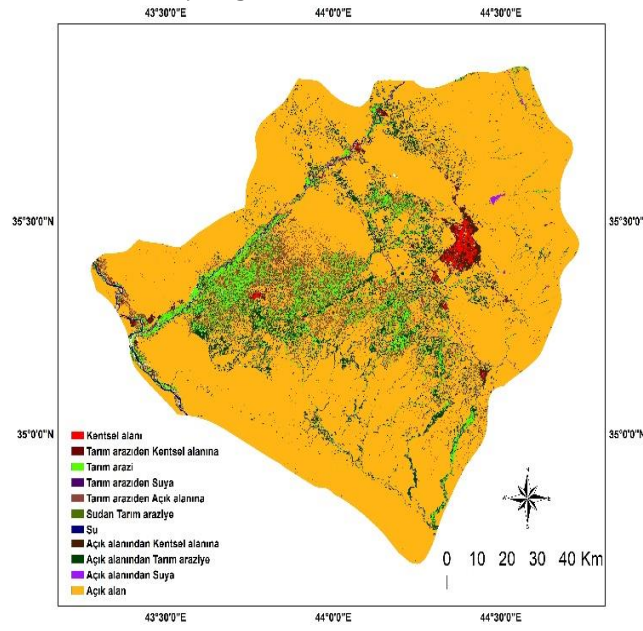 43°30'0"E 44°0'0"E 44°30'0"E
35°30'0"N 35°30'0"N
35°0'0"N 35°0'0"N
Kentsel alanı
Tarım arazıden Kentsel alanına
Tarım arazi
Tarım arazıden Suya
Tarım arazıden Açık alanına
Sudan Tarım araziye
Su
Açık alanından Kentsel alanına
Açık alanından Tarım araziye
Açık alanından Suya
Açık alan
0 10 20 30 40 Km
43°30'0"E 44°0'0"E 44°30'0"E